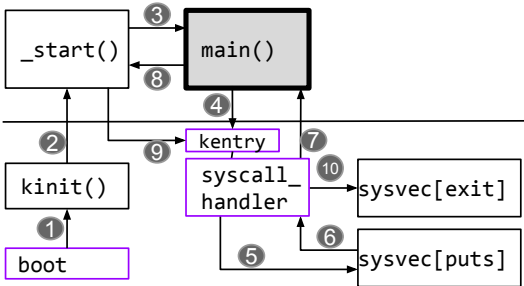 3
_start()
main()
8
4
2
9
kentry
7
kinit()
syscall_
handler
10
sysvec[exit]
1
boot
5
6
sysvec[puts]